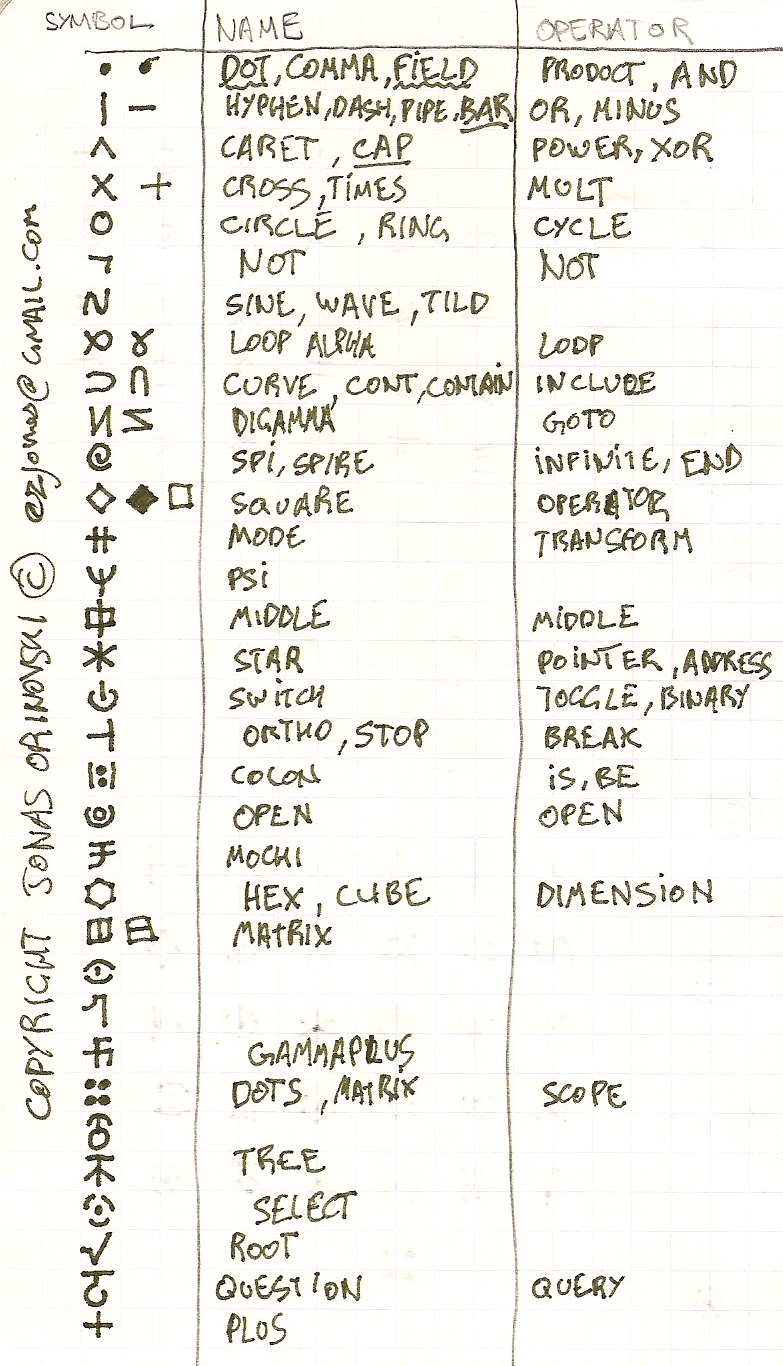 SYMBOL NAME OPERATOR
• DOT, COMMA, FIELD PRODUCT, AND
| — HYPHEN, DASH, PIPE, BAR OR, MINUS
^ CARET, CAP POWER, XOR
× + CROSS, TIMES MULT
O CIRCLE, RING CYCLE
¬ NOT NOT
SINE, WAVE, TILD
LOOP ALPHA LOOP
∩ CURVE, CONT, CONTAIN INCLUDE
DIGAMMA GOTO
@ SPI, SPIRE INFINITE, END
◇ ◆ □ SQUARE OPERATOR
# MODE TRANSFORM
Ψ PSI
MIDDLE MIDDLE
* STAR POINTER, ADDRESS
SWITCH TOGGLE, BINARY
⊥ ORTHO, STOP BREAK
COLON IS, BE
OPEN OPEN
MOCHI
HEX, CUBE DIMENSION
MATRIX
GAMMAPLUS
DOTS, MATRIX SCOPE
TREE
SELECT
√ ROOT
QUESTION QUERY
+ PLUS
COPYRIGHT JONAS ORINOVSKI © ezjonas@GMAIL.COM